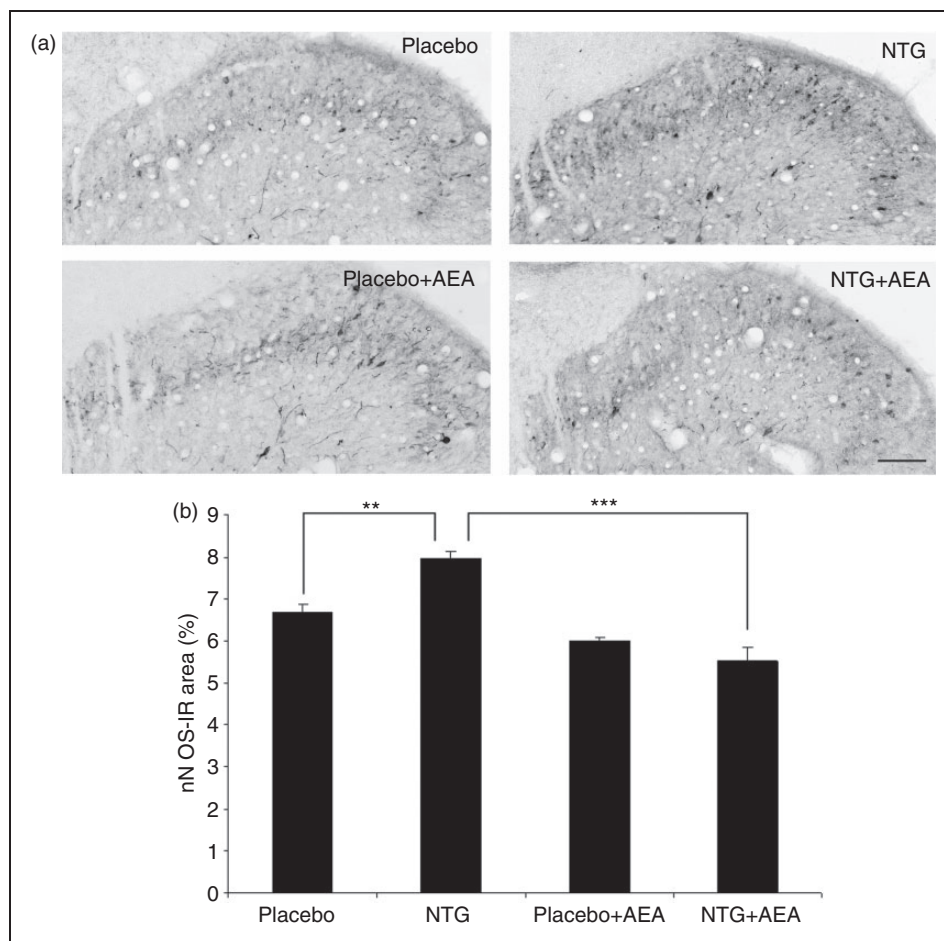 (a)
Placebo
NTG
Placebo+AEA
NTG+AEA
(b)
** ***
nN OS-IR area (%)
9
8
7
6
5
4
3
2
1
0
Placebo NTG Placebo+AEA NTG+AEA